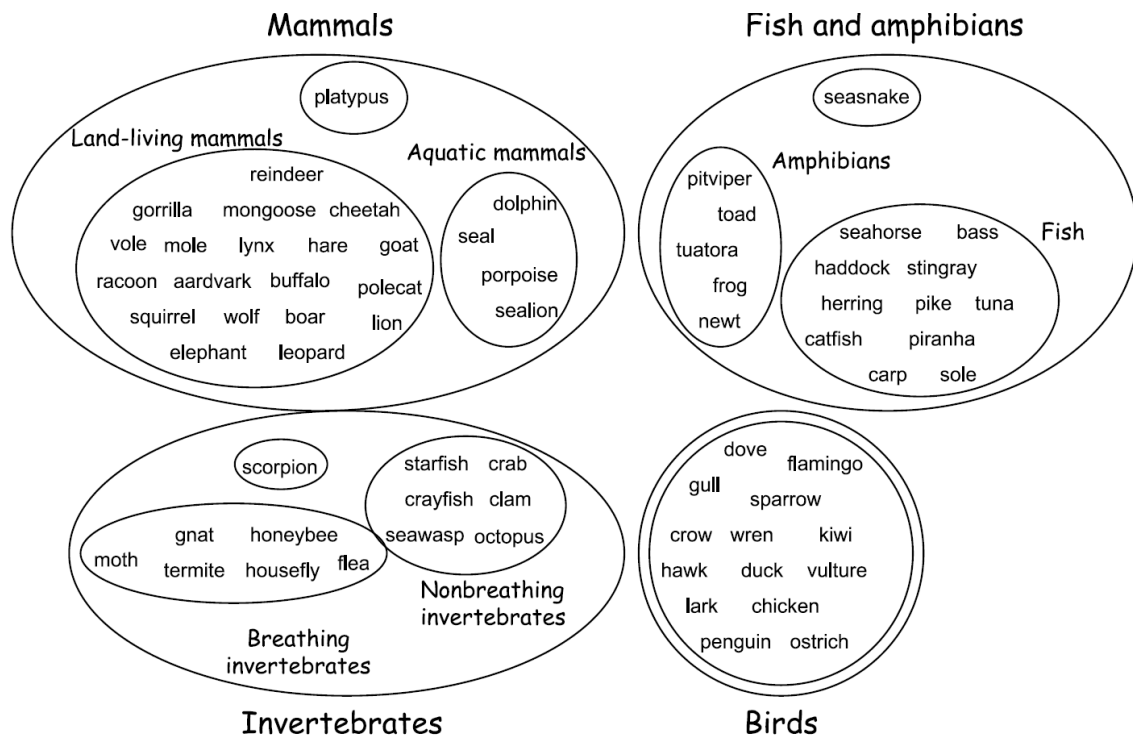 Mammals
Fish and amphibians
platypus
Land-living mammals
Aquatic mammals
reindeer
gorrilla mongoose cheetah
vole mole lynx hare goat
racoon aardvark buffalo polecat
squirrel wolf boar lion
elephant leopard
dolphin
seal
porpoise
sealion
seasnake
Amphibians
pitviper
toad
tuatora
frog
newt
Fish
seahorse bass
haddock stingray
herring pike tuna
catfish piranha
carp sole
scorpion
starfish crab
crayfish clam
seawasp octopus
gnat honeybee
moth termite housefly flea
Nonbreathing
invertebrates
Breathing
invertebrates
dove flamingo
gull sparrow
crow wren kiwi
hawk duck vulture
lark chicken
penguin ostrich
Invertebrates
Birds